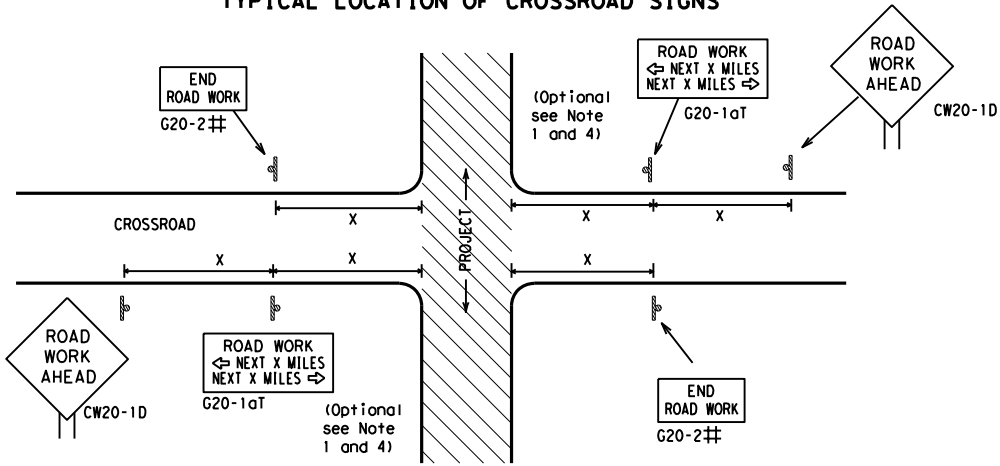 TYPICAL LOCATION OF CROSSROAD SIGNS
END
ROAD WORK
G20-2#
(Optional
see Note
1 and 4)
ROAD WORK
⇦ NEXT X MILES
NEXT X MILES ⇨
G20-1aT
ROAD
WORK
AHEAD
CW20-1D
CROSSROAD
X
X
X
PROJECT
X
X
X
ROAD
WORK
AHEAD
CW20-1D
ROAD WORK
⇦ NEXT X MILES
NEXT X MILES ⇨
G20-1aT
(Optional
see Note
1 and 4)
END
ROAD WORK
G20-2#